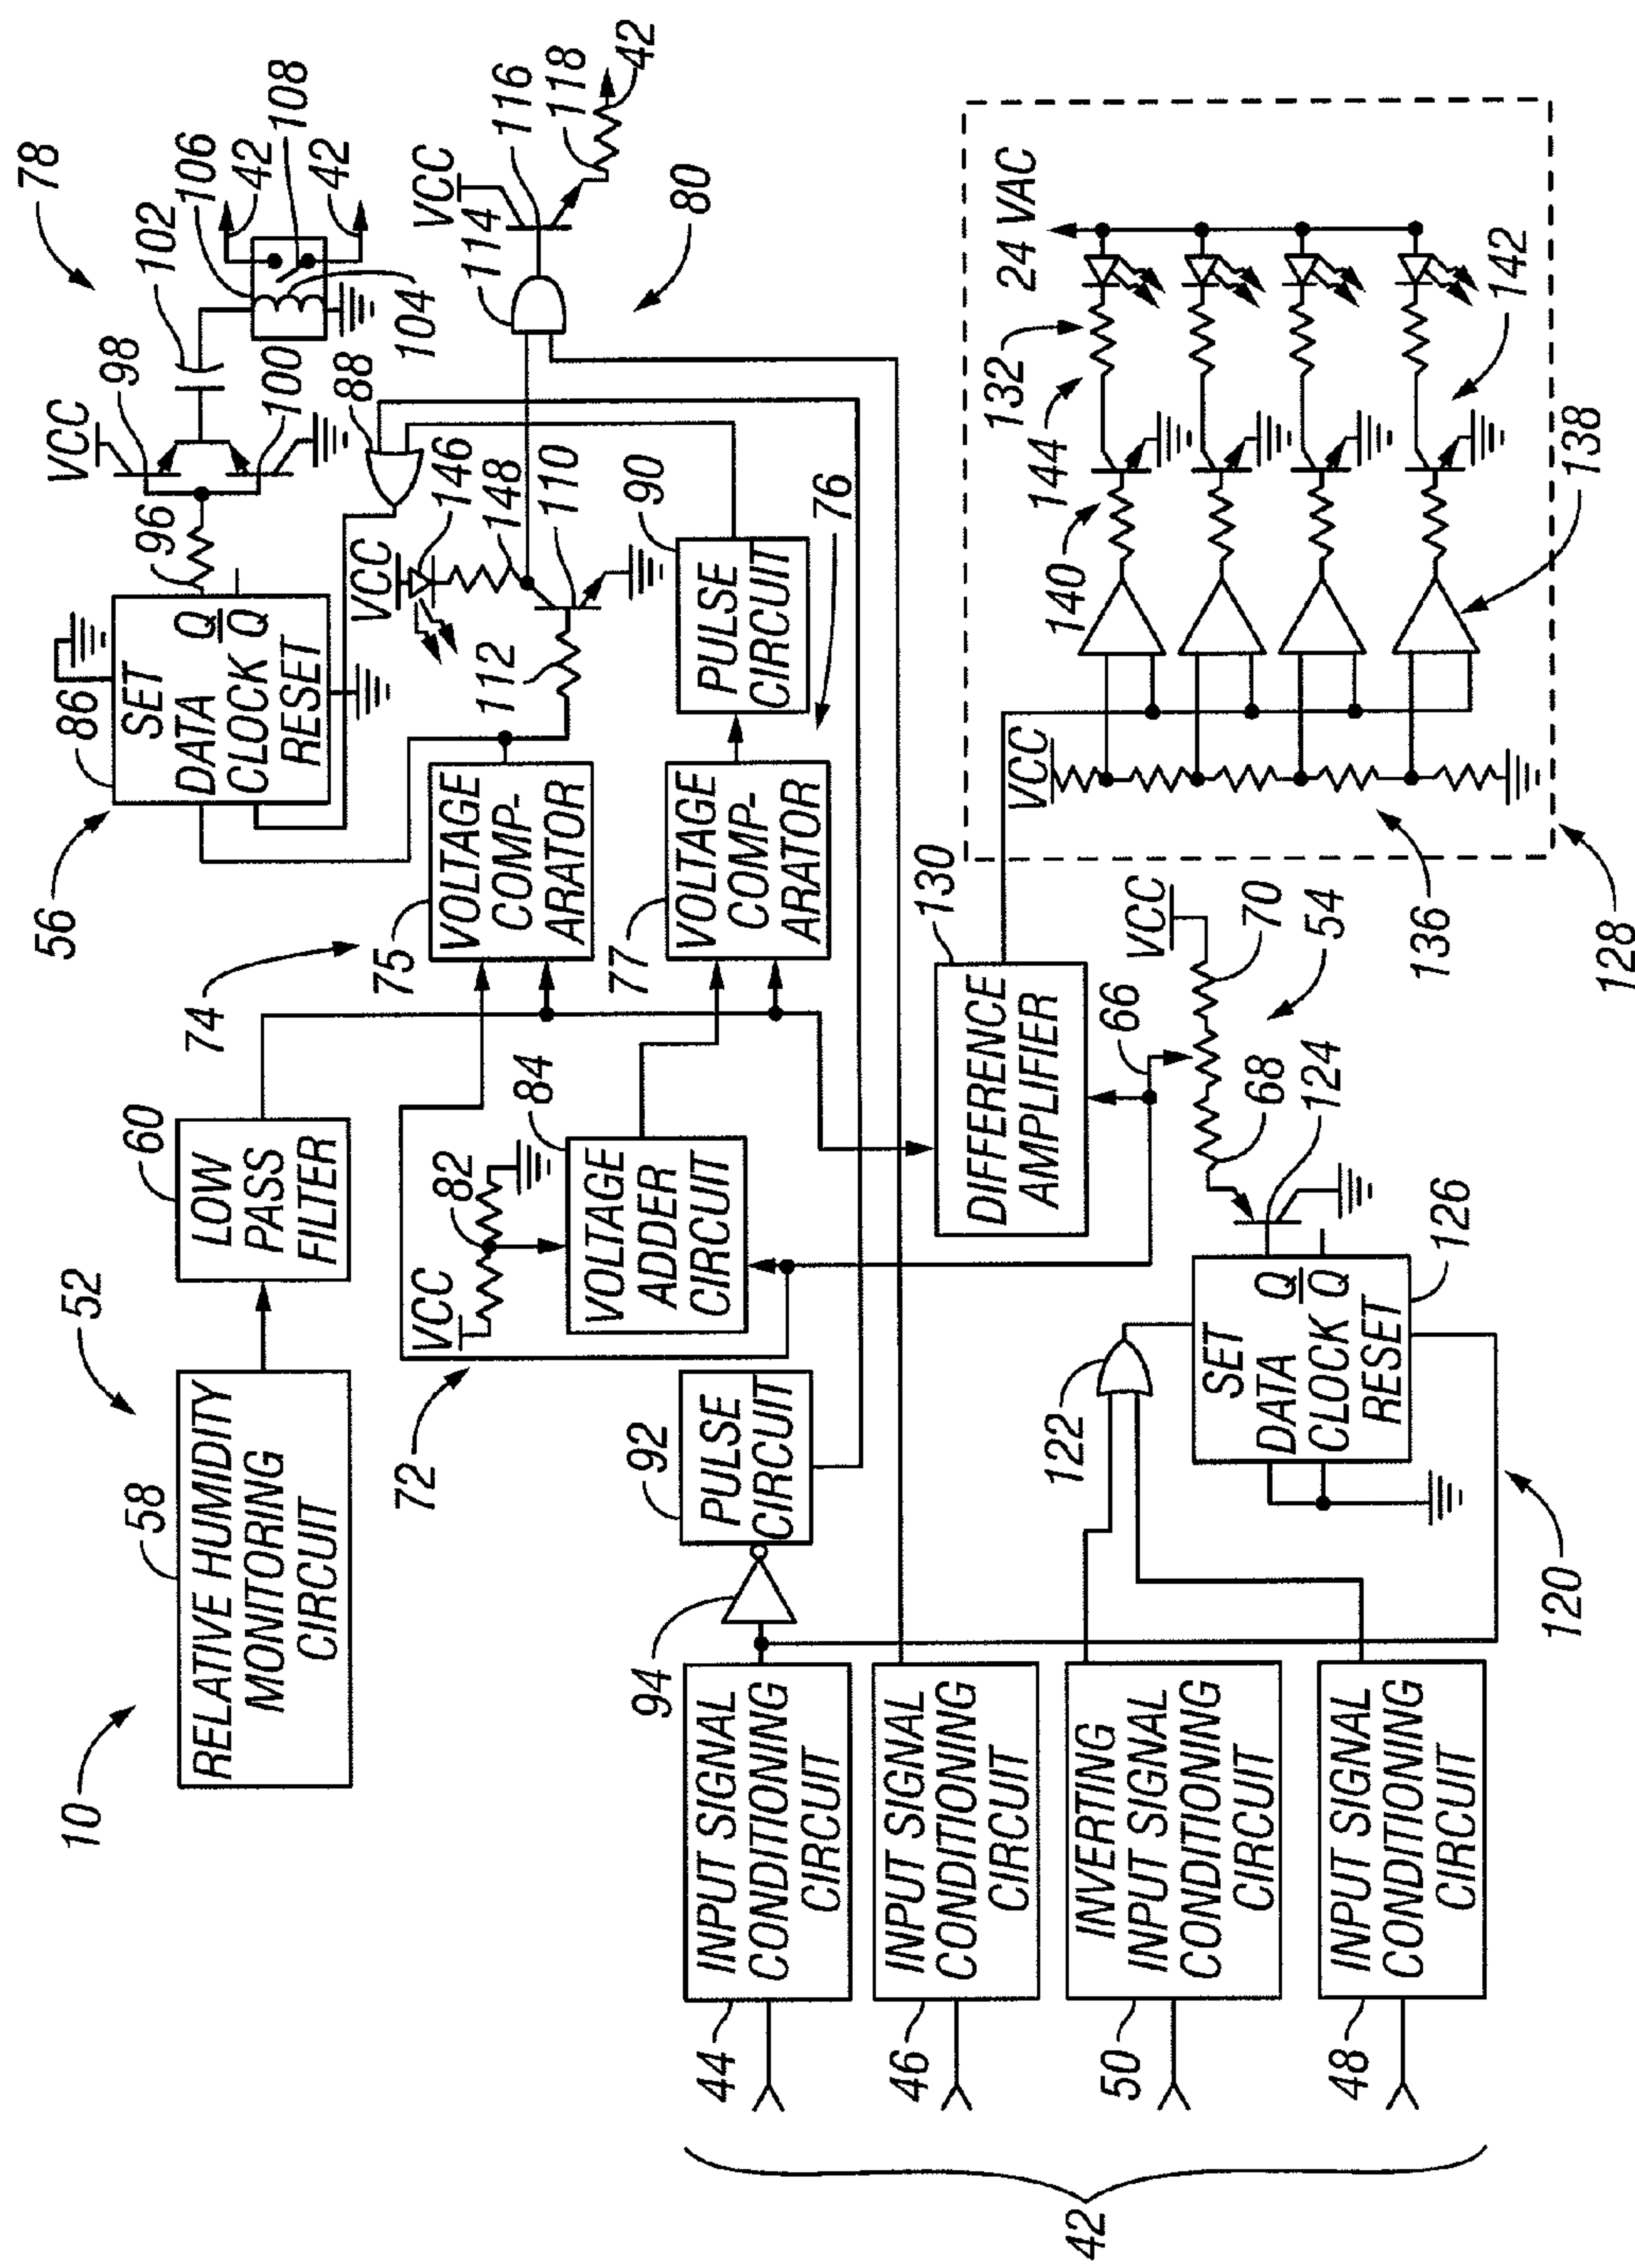 10
52
58
RELATIVE HUMIDITY
MONITORING
CIRCUIT
60
LOW
PASS
FILTER
56
86
SET
DATA Q
CLOCK Q
RESET
96
VCC
98
100
102
78
106
42
108
42
104
88
VCC
146
148
110
112
VCC
114
116
118
42
80
74
75
VOLTAGE
COMP-
ARATOR
77
VOLTAGE
COMP-
ARATOR
76
90
PULSE
CIRCUIT
72
VCC
82
84
VOLTAGE
ADDER
CIRCUIT
92
PULSE
CIRCUIT
94
44
INPUT SIGNAL
CONDITIONING
CIRCUIT
46
INPUT SIGNAL
CONDITIONING
CIRCUIT
50
INVERTING
INPUT SIGNAL
CONDITIONING
CIRCUIT
48
INPUT SIGNAL
CONDITIONING
CIRCUIT
42
122
SET
DATA Q
CLOCK Q
RESET
126
120
124
68
66
70
54
VCC
130
DIFFERENCE
AMPLIFIER
VCC
136
128
140
144
132
24 VAC
142
138